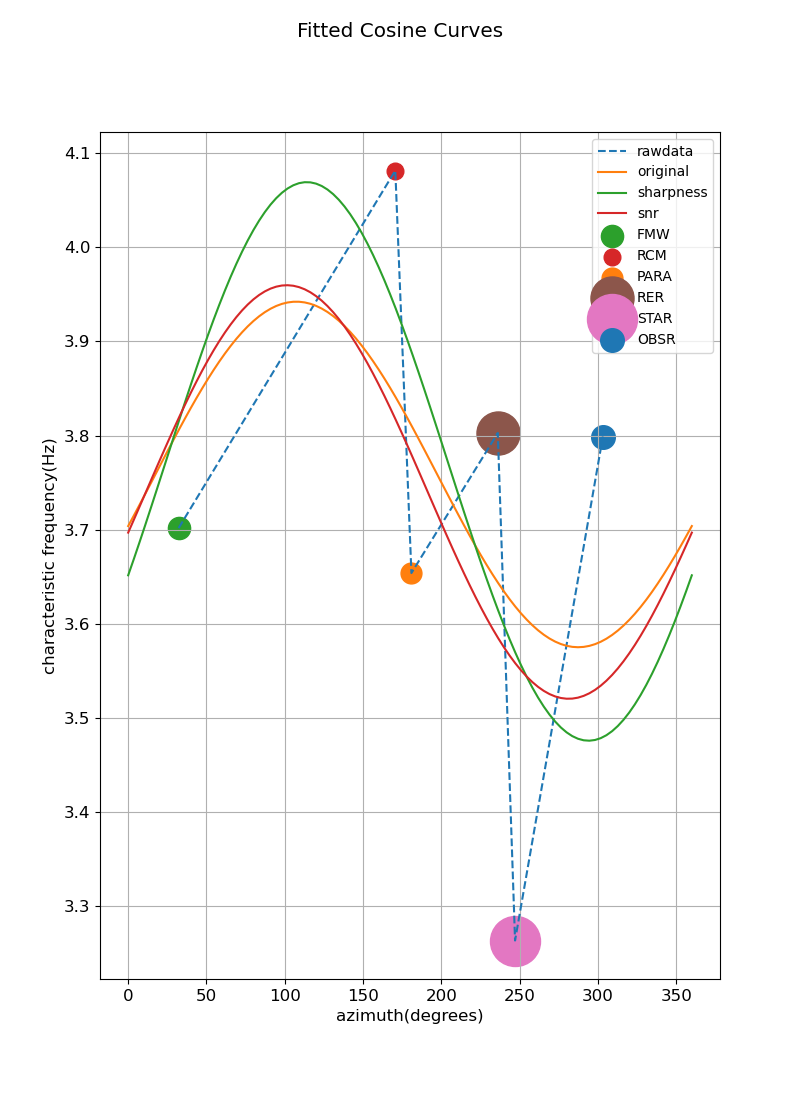 Fitted Cosine Curves
4.1
4.0
3.9
3.8
3.7
3.6
3.5
3.4
3.3
characteristic frequency(Hz)
rawdata
original
sharpness
snr
FMW
RCM
PARA
RER
STAR
OBSR
0 50 100 150 200 250 300 350
azimuth(degrees)